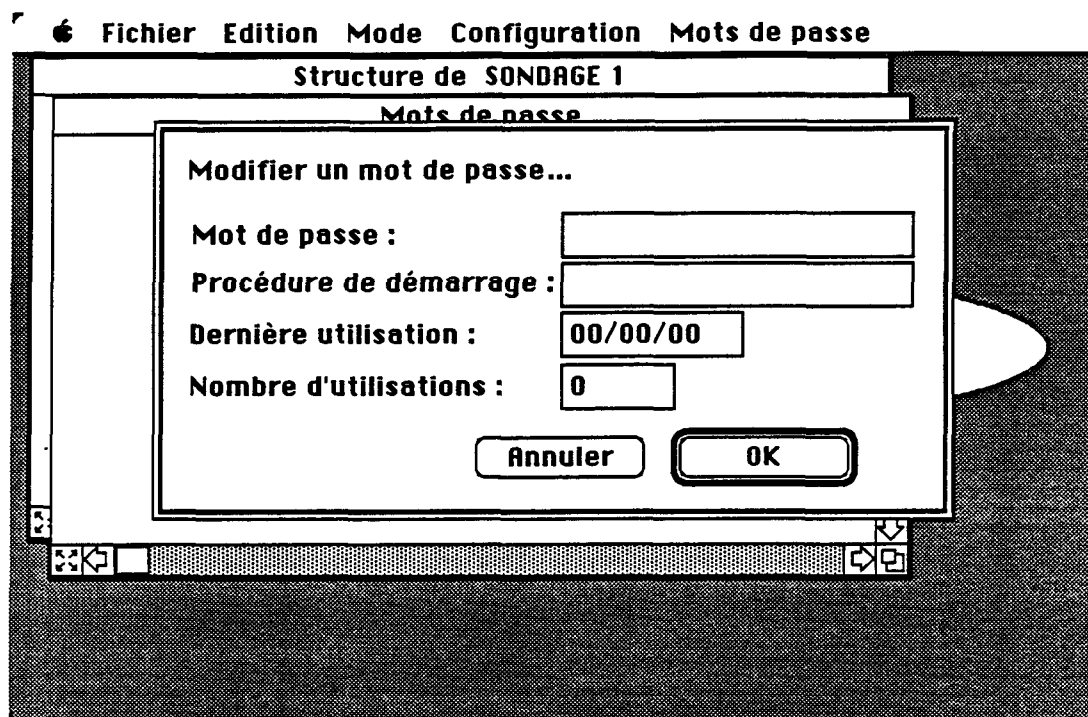 Fichier Edition Mode Configuration Mots de passe
Structure de SONDAGE 1
Mots de passe
Modifier un mot de passe...
Mot de passe :
Procédure de démarrage :
Dernière utilisation : 00/00/00
Nombre d'utilisations : 0
Annuler OK